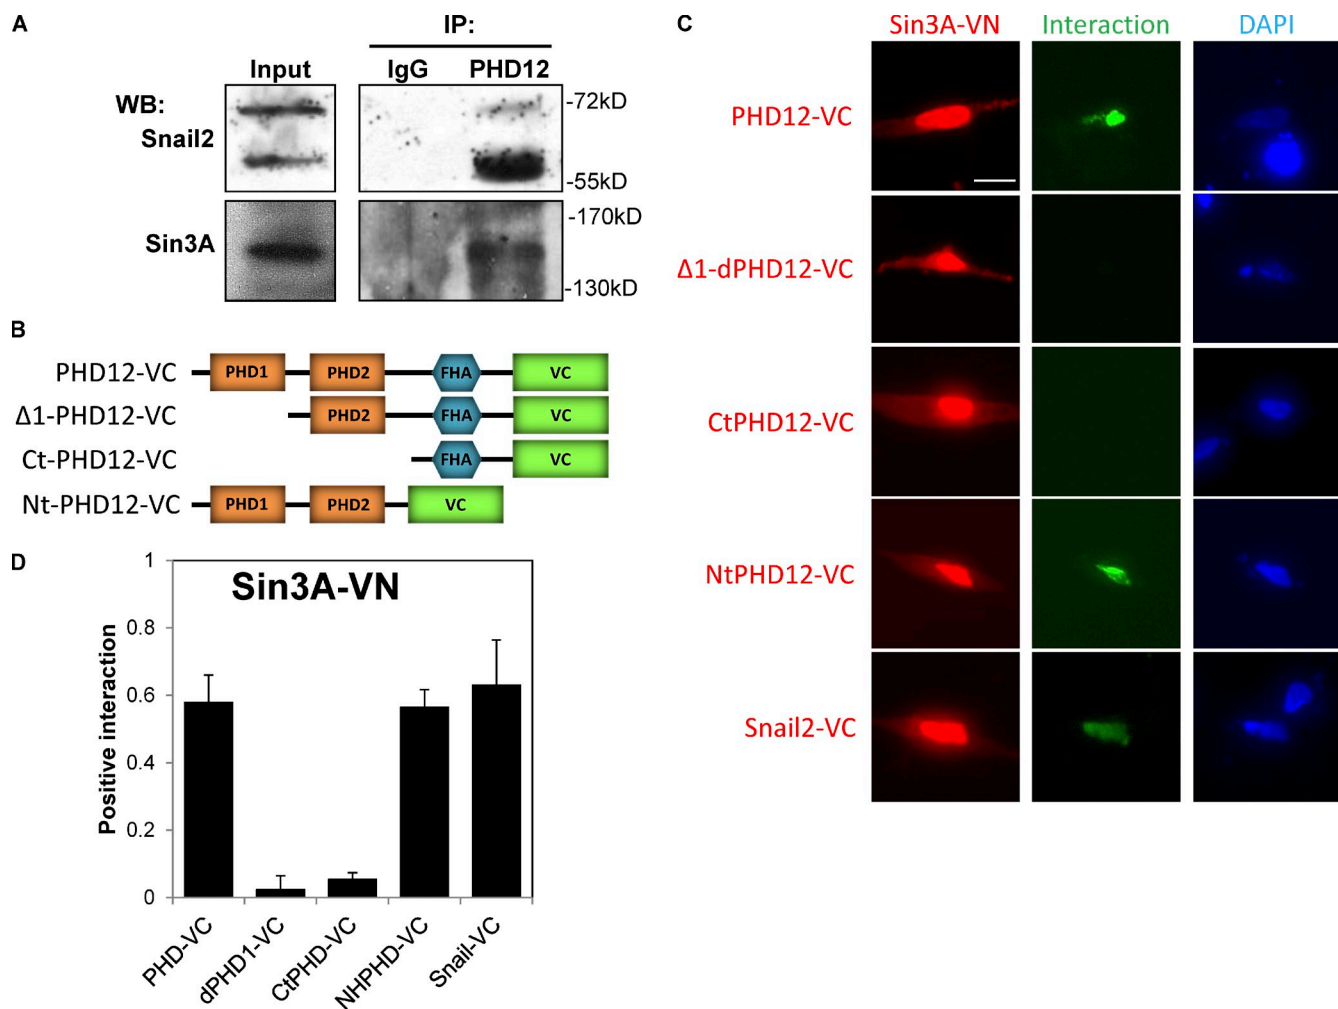 A
IP:
Input
IgG
PHD12
WB:
Snail2
-72kD
-55kD
Sin3A
-170kD
-130kD
B
PHD12-VC
PHD1
PHD2
FHA
VC
Δ1-PHD12-VC
PHD2
FHA
VC
Ct-PHD12-VC
FHA
VC
Nt-PHD12-VC
PHD1
PHD2
VC
C
Sin3A-VN
Interaction
DAPI
PHD12-VC
Δ1-dPHD12-VC
CtPHD12-VC
NtPHD12-VC
Snail2-VC
D
Sin3A-VN
Positive interaction
1
0.8
0.6
0.4
0.2
0
PHD-VC
dPHD1-VC
CtPHD-VC
NHPHD-VC
Snail-VC